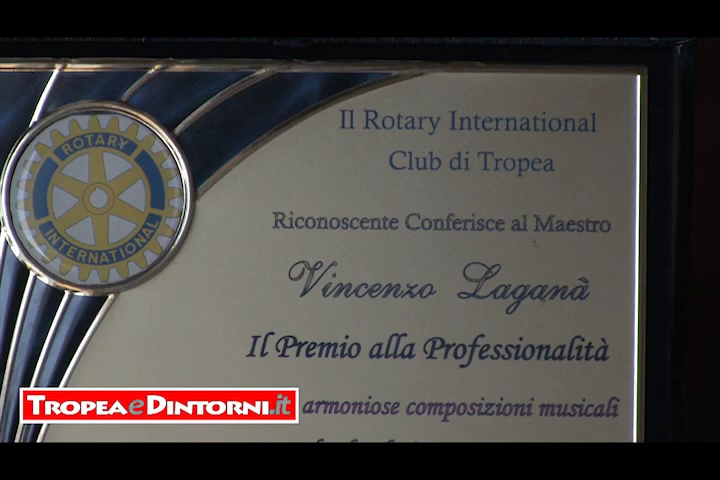 Il Rotary International
Club di Tropea
ROTARY
INTERNATIONAL
Riconoscente Conferisce al Maestro
Vincenzo Laganà
Il Premio alla Professionalità
armoniose composizioni musicali
TROPEAeDINTORNI.it